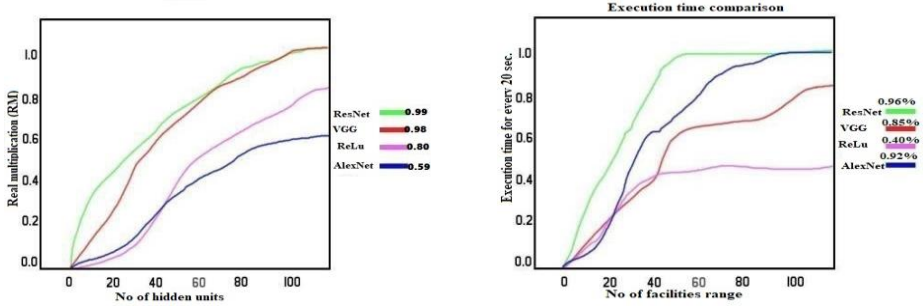 Real multiplication (RM)
1.0
0.8
0.6
0.4
0.2
0.0
0
20
40
60
80
100
No of hidden units
ResNet 0.99
VGG 0.98
ReLu 0.80
AlexNet 0.59
Execution time comparison
Execution time for every 20 sec.
1.0
0.8
0.6
0.4
0.2
0.0
0
20
40
60
80
100
No of facilities range
0.96%
ResNet
0.85%
VGG
0.40%
ReLu
0.92%
AlexNet